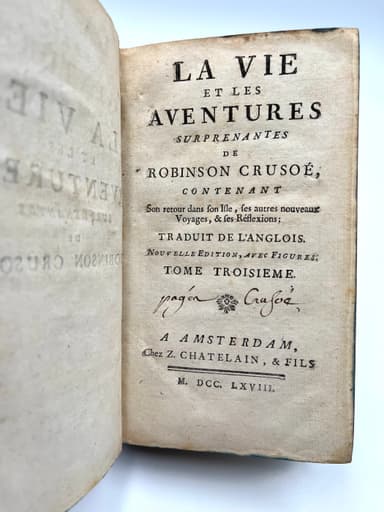 LA VIE
ET LES
AVENTURES
SURPRENANTES
DE
ROBINSON CRUSOÉ,
CONTENANT
Son retour dans son Isle, ses autres nouveaux
Voyages, & ses Réflexions;
TRADUIT DE L'ANGLOIS.
NOUVELLE EDITION, AVEC FIGURES.
TOME TROISIEME.
Crusoé
A AMSTERDAM,
Chez Z. CHATELAIN, & FILS
M. DCC. LXVIII.